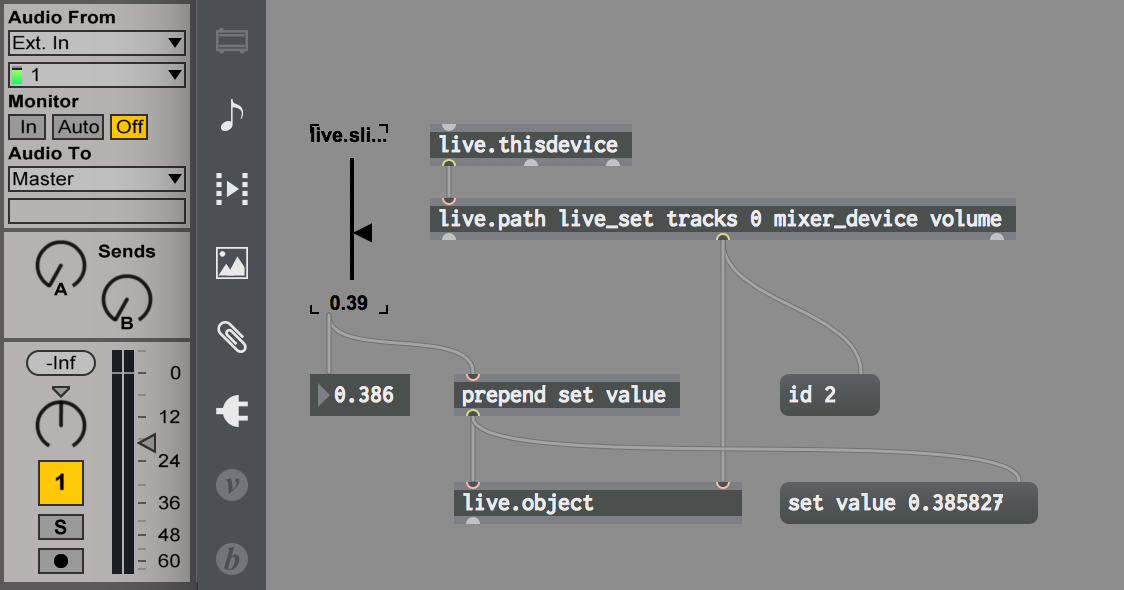 Audio From
Ext. In
1
Monitor
In Auto Off
Audio To
Master
Sends
A
B
-Inf
0
12
24
36
48
60
1
S
v
b
live.sli...
0.39
live.thisdevice
live.path live_set tracks 0 mixer_device volume
0.386
prepend set value
id 2
live.object
set value 0.385827